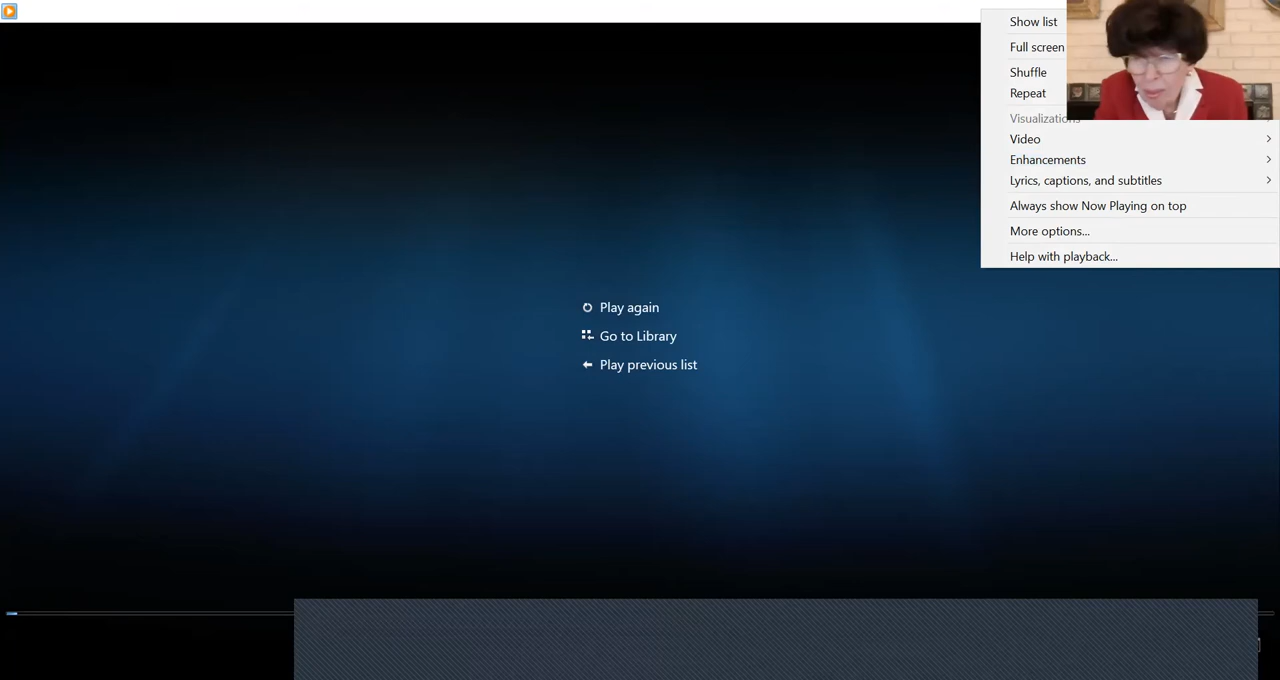 Show list
Full screen
Shuffle
Repeat
Visualizations
Video
Enhancements
Lyrics, captions, and subtitles
Always show Now Playing on top
More options...
Help with playback...
Play again
Go to Library
Play previous list